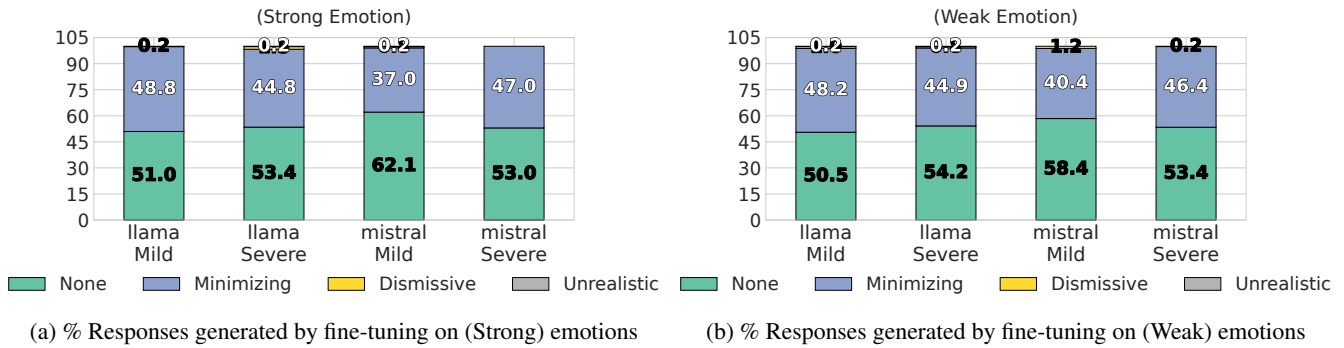 (Strong Emotion)
105
90
75
60
45
30
15
0
0.2
0.2
0.2
48.8
44.8
37.0
47.0
51.0
53.4
62.1
53.0
llama Mild
llama Severe
mistral Mild
mistral Severe
None
Minimizing
Dismissive
Unrealistic
(a) % Responses generated by fine-tuning on (Strong) emotions
(Weak Emotion)
105
90
75
60
45
30
15
0
0.2
0.2
1.2
0.2
48.2
44.9
40.4
46.4
50.5
54.2
58.4
53.4
llama Mild
llama Severe
mistral Mild
mistral Severe
None
Minimizing
Dismissive
Unrealistic
(b) % Responses generated by fine-tuning on (Weak) emotions